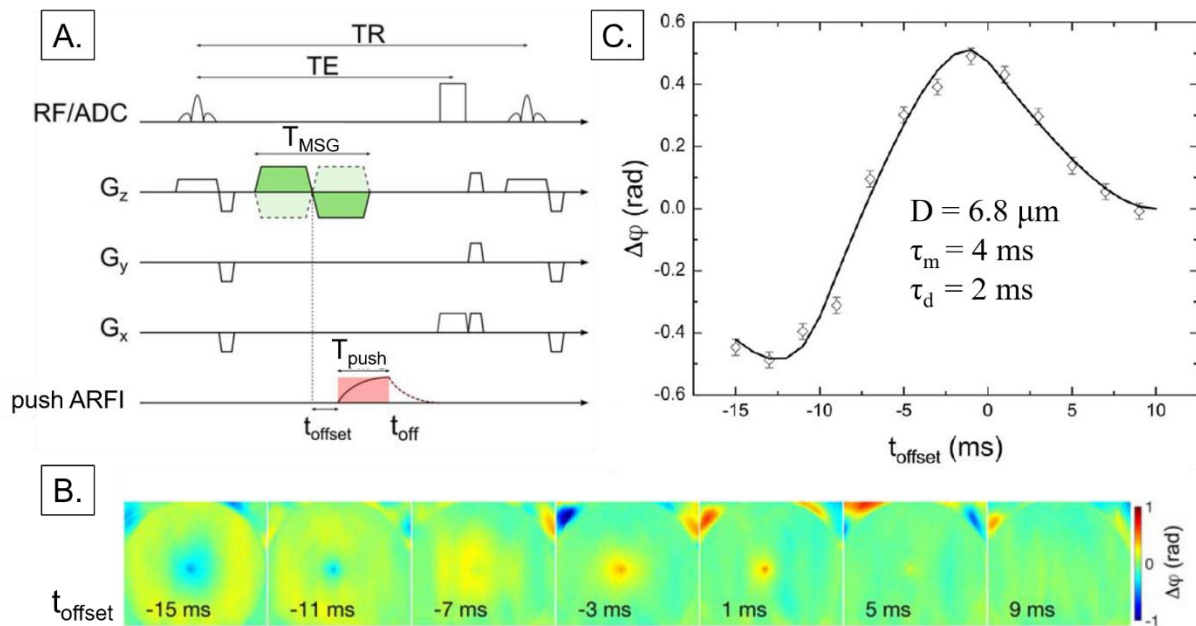 A.
TR
TE
RF/ADC
T_MSG
G_z
G_y
G_x
T_push
push ARFI
t_offset
t_off
B.
-15 ms
-11 ms
-7 ms
-3 ms
1 ms
5 ms
9 ms
t_offset
1
0
-1
Δφ (rad)
C.
0.6
0.4
0.2
0.0
-0.2
-0.4
-0.6
Δφ (rad)
D = 6.8 μm
τ_m = 4 ms
τ_d = 2 ms
-15 -10 -5 0 5 10
t_offset (ms)